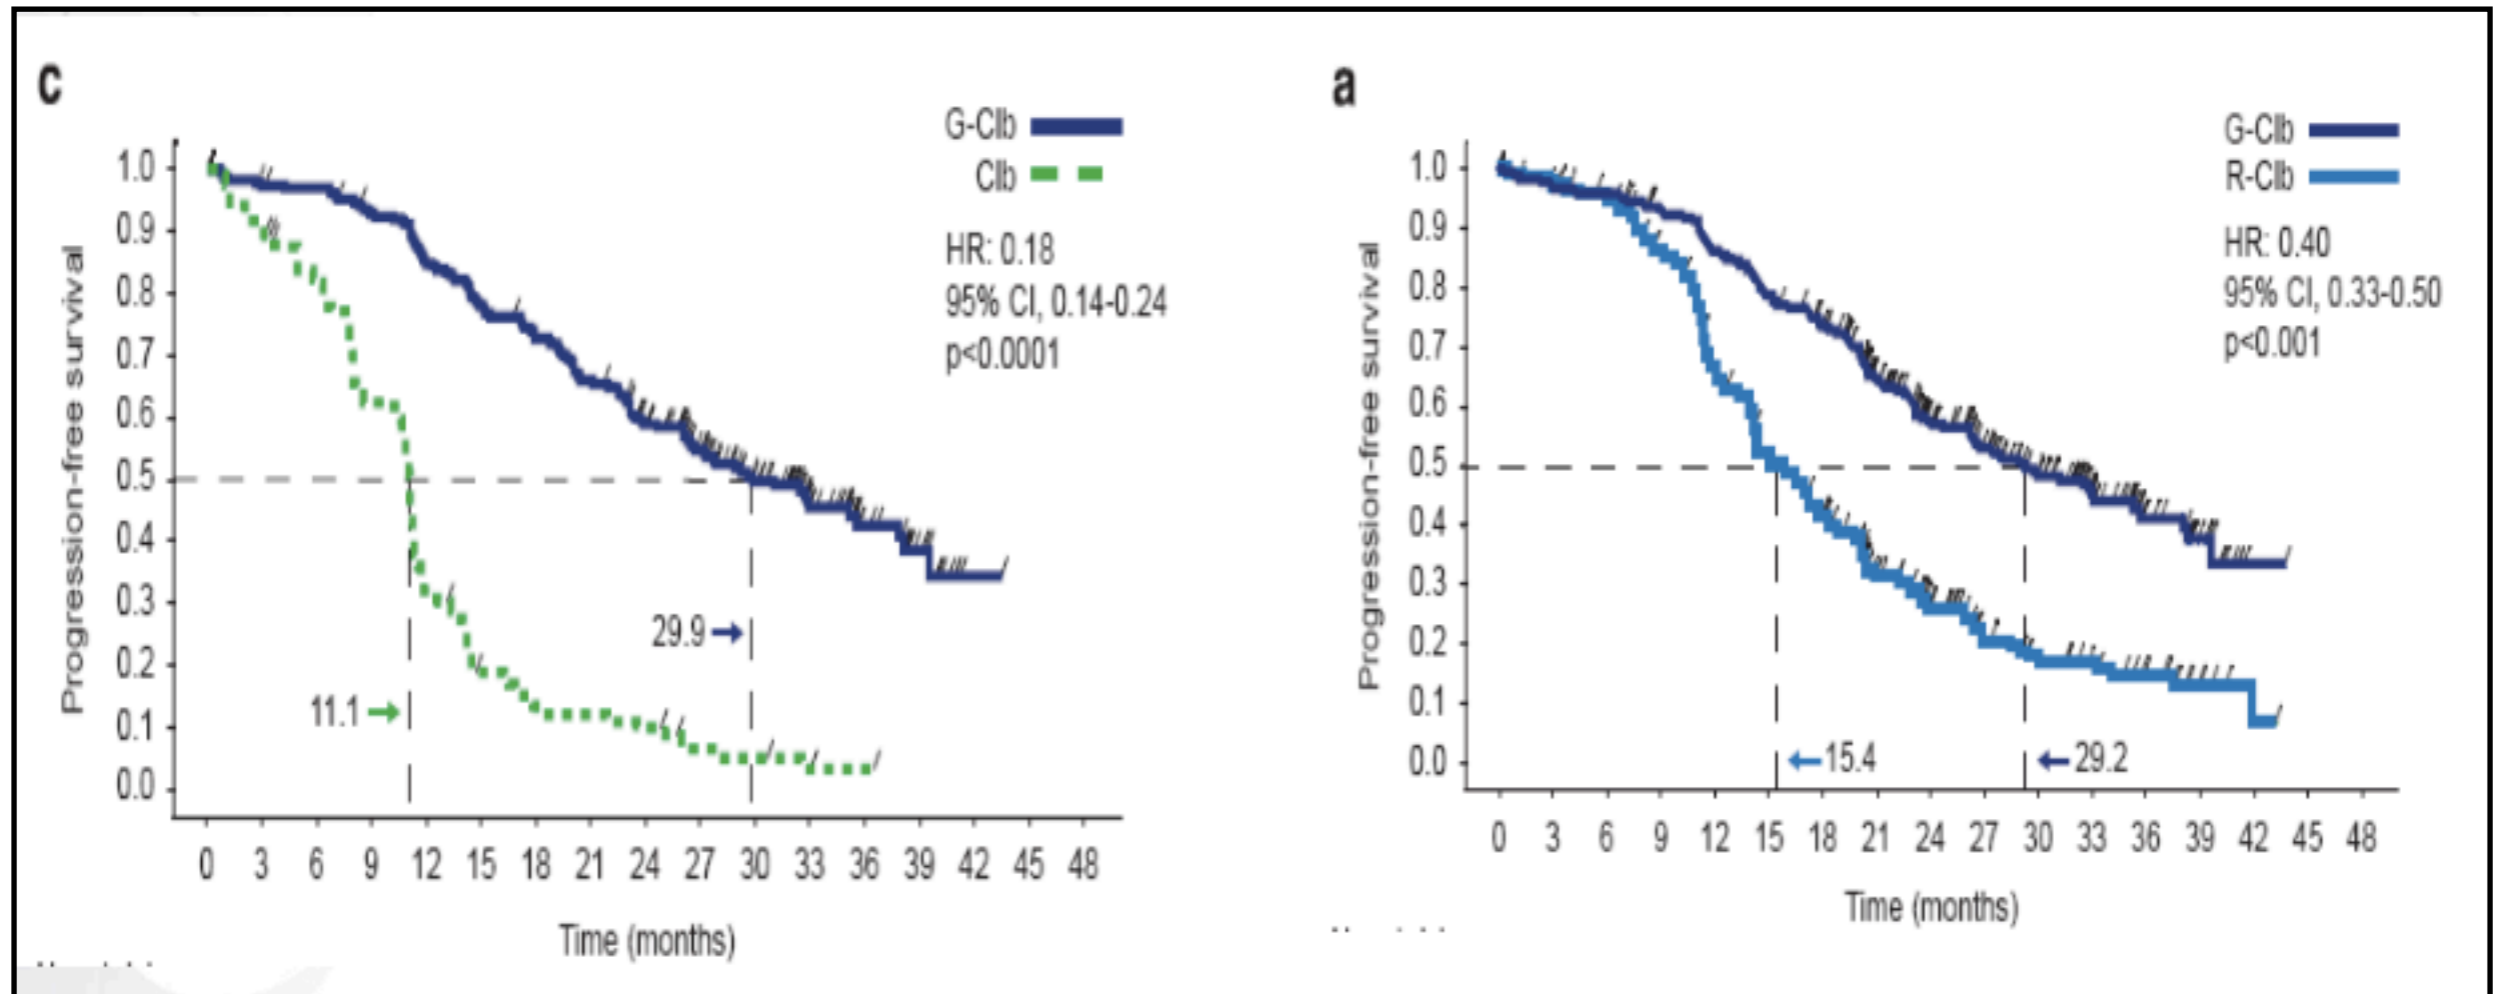 c
G-Clb
Clb
HR: 0.18
95% CI, 0.14-0.24
p<0.0001
Progression-free survival
1.0
0.9
0.8
0.7
0.6
0.5
0.4
0.3
0.2
0.1
0.0
29.9
11.1
0 3 6 9 12 15 18 21 24 27 30 33 36 39 42 45 48
Time (months)
a
G-Clb
R-Clb
HR: 0.40
95% CI, 0.33-0.50
p<0.001
Progression-free survival
1.0
0.9
0.8
0.7
0.6
0.5
0.4
0.3
0.2
0.1
0.0
15.4
29.2
0 3 6 9 12 15 18 21 24 27 30 33 36 39 42 45 48
Time (months)